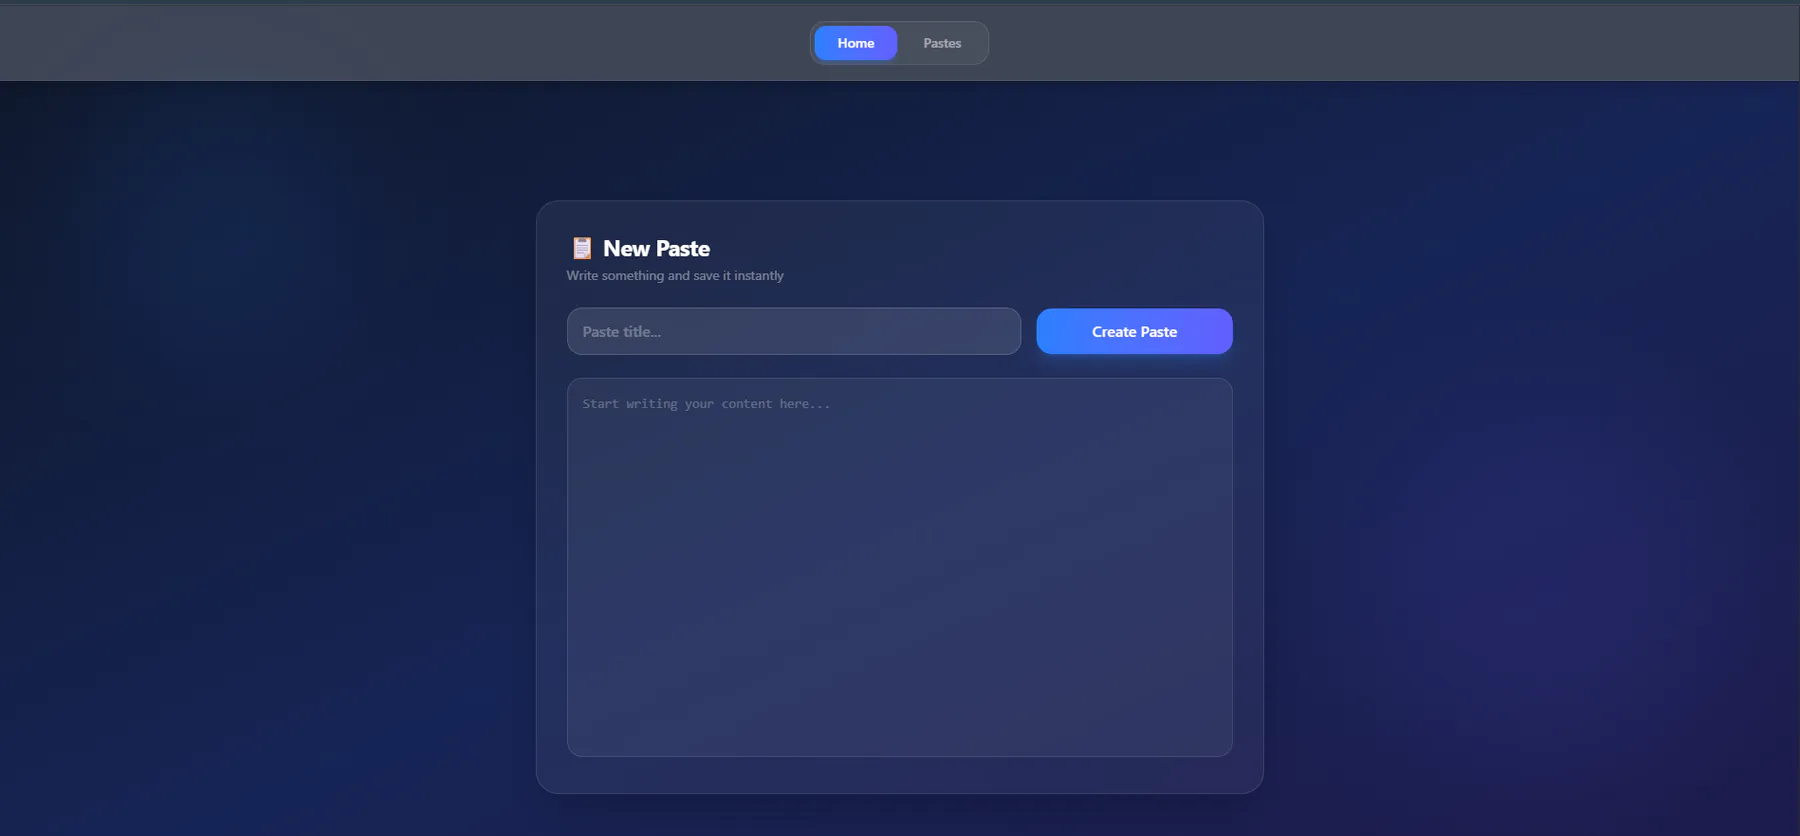 Home
Pastes
New Paste
Write something and save it instantly
Paste title...
Create Paste
Start writing your content here...